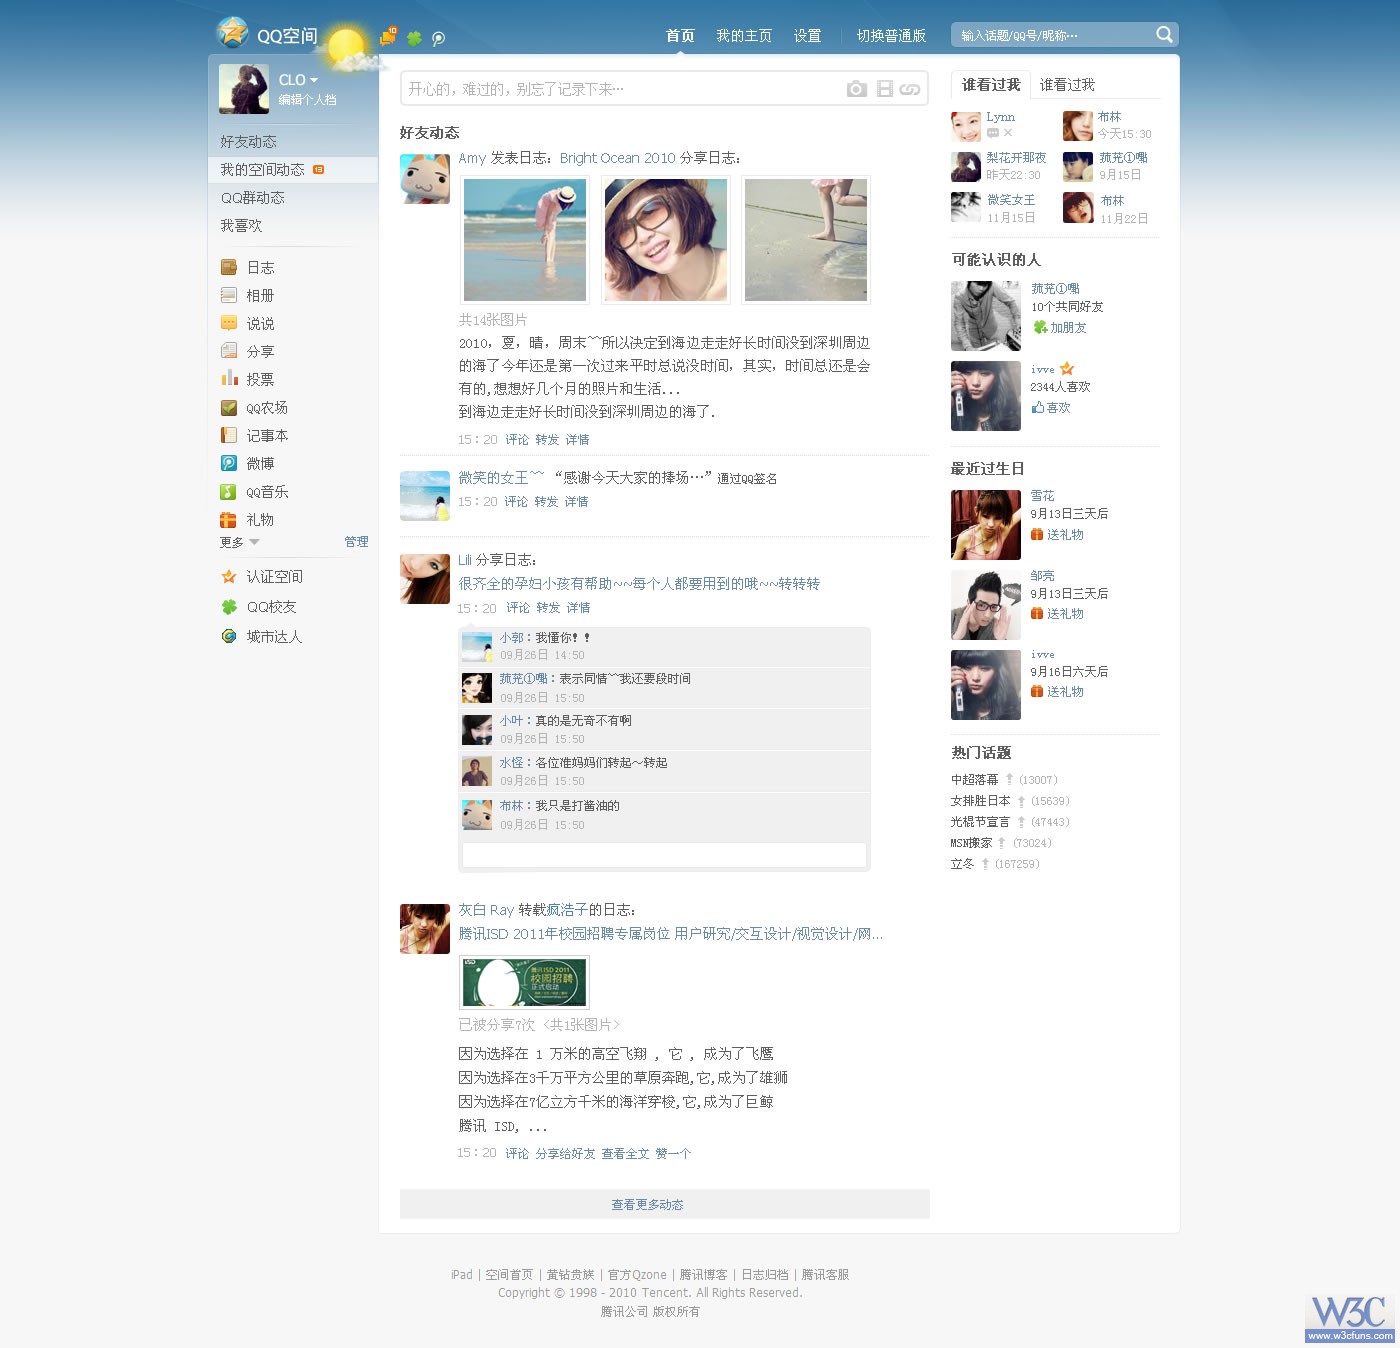 QQ空间
10
首页
我的主页
设置
切换普通版
输入话题/QQ号/昵称…
CLO
编辑个人档
好友动态
我的空间动态
13
QQ群动态
我喜欢
日志
相册
说说
分享
投票
QQ农场
记事本
微博
QQ音乐
礼物
更多
管理
认证空间
QQ校友
城市达人
开心的，难过的，别忘了记录下来…
好友动态
Amy 发表日志：Bright Ocean 2010 分享日志：
共14张图片
2010，夏，晴，周末~~所以决定到海边走走好长时间没到深圳周边
的海了今年还是第一次过来平时总说没时间，其实，时间总还是会
有的,想想好几个月的照片和生活...
到海边走走好长时间没到深圳周边的海了.
15：20 评论 转发 详情
微笑的女王~~ “感谢今天大家的捧场…”通过QQ签名
15：20 评论 转发 详情
Lili 分享日志：
很齐全的孕妇小孩有帮助~~每个人都要用到的哦~~转转转
15：20 评论 转发 详情
小郭：我懂你！！
09月26日 14:50
菰茺①嘴：表示同情~~我还要段时间
09月26日 15:50
小叶：真的是无奇不有啊
09月26日 15:50
水怪：各位准妈妈们转起～转起
09月26日 15:50
布林：我只是打酱油的
09月26日 15:50
灰白 Ray 转载疯浩子的日志：
腾讯ISD 2011年校园招聘专属岗位 用户研究/交互设计/视觉设计/网...
腾讯 ISD 2011
校园招聘
正式启动
已被分享7次 <共1张图片>
因为选择在 1 万米的高空飞翔 , 它 , 成为了飞鹰
因为选择在3千万平方公里的草原奔跑,它,成为了雄狮
因为选择在7亿立方千米的海洋穿梭,它,成为了巨鲸
腾讯 ISD, ...
15：20 评论 分享给好友 查看全文 赞一个
查看更多动态
谁看过我
谁看过我
Lynn
布林
今天15:30
梨花开那夜
昨天22:30
菰茺①嘴
9月15日
微笑女王
11月15日
布林
11月22日
可能认识的人
菰茺①嘴
10个共同好友
加朋友
ivve
2344人喜欢
喜欢
最近过生日
雪花
9月13日三天后
送礼物
邹亮
9月13日三天后
送礼物
ivve
9月16日六天后
送礼物
热门话题
中超落幕 (13007)
女排胜日本 (15639)
光棍节宣言 (47443)
MSN搬家 (73024)
立冬 (167259)
iPad | 空间首页 | 黄钻贵族 | 官方Qzone | 腾讯博客 | 日志归档 | 腾讯客服
Copyright © 1998 - 2010 Tencent. All Rights Reserved.
腾讯公司 版权所有
W3C
www.w3cfuns.com